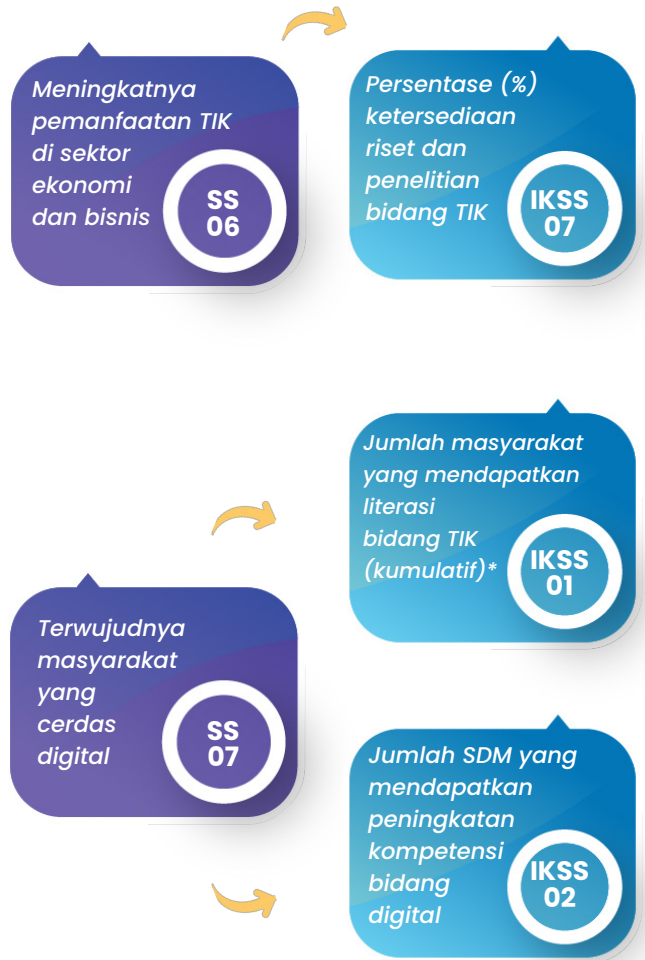 Meningkatnya
pemanfaatan TIK
di sektor
ekonomi
dan bisnis
SS
06
Persentase (%)
ketersediaan
riset dan
penelitian
bidang TIK
IKSS
07
Terwujudnya
masyarakat
yang
cerdas
digital
SS
07
Jumlah masyarakat
yang mendapatkan
literasi
bidang TIK
(kumulatif)*
IKSS
01
Jumlah SDM yang
mendapatkan
peningkatan
kompetensi
bidang
digital
IKSS
02